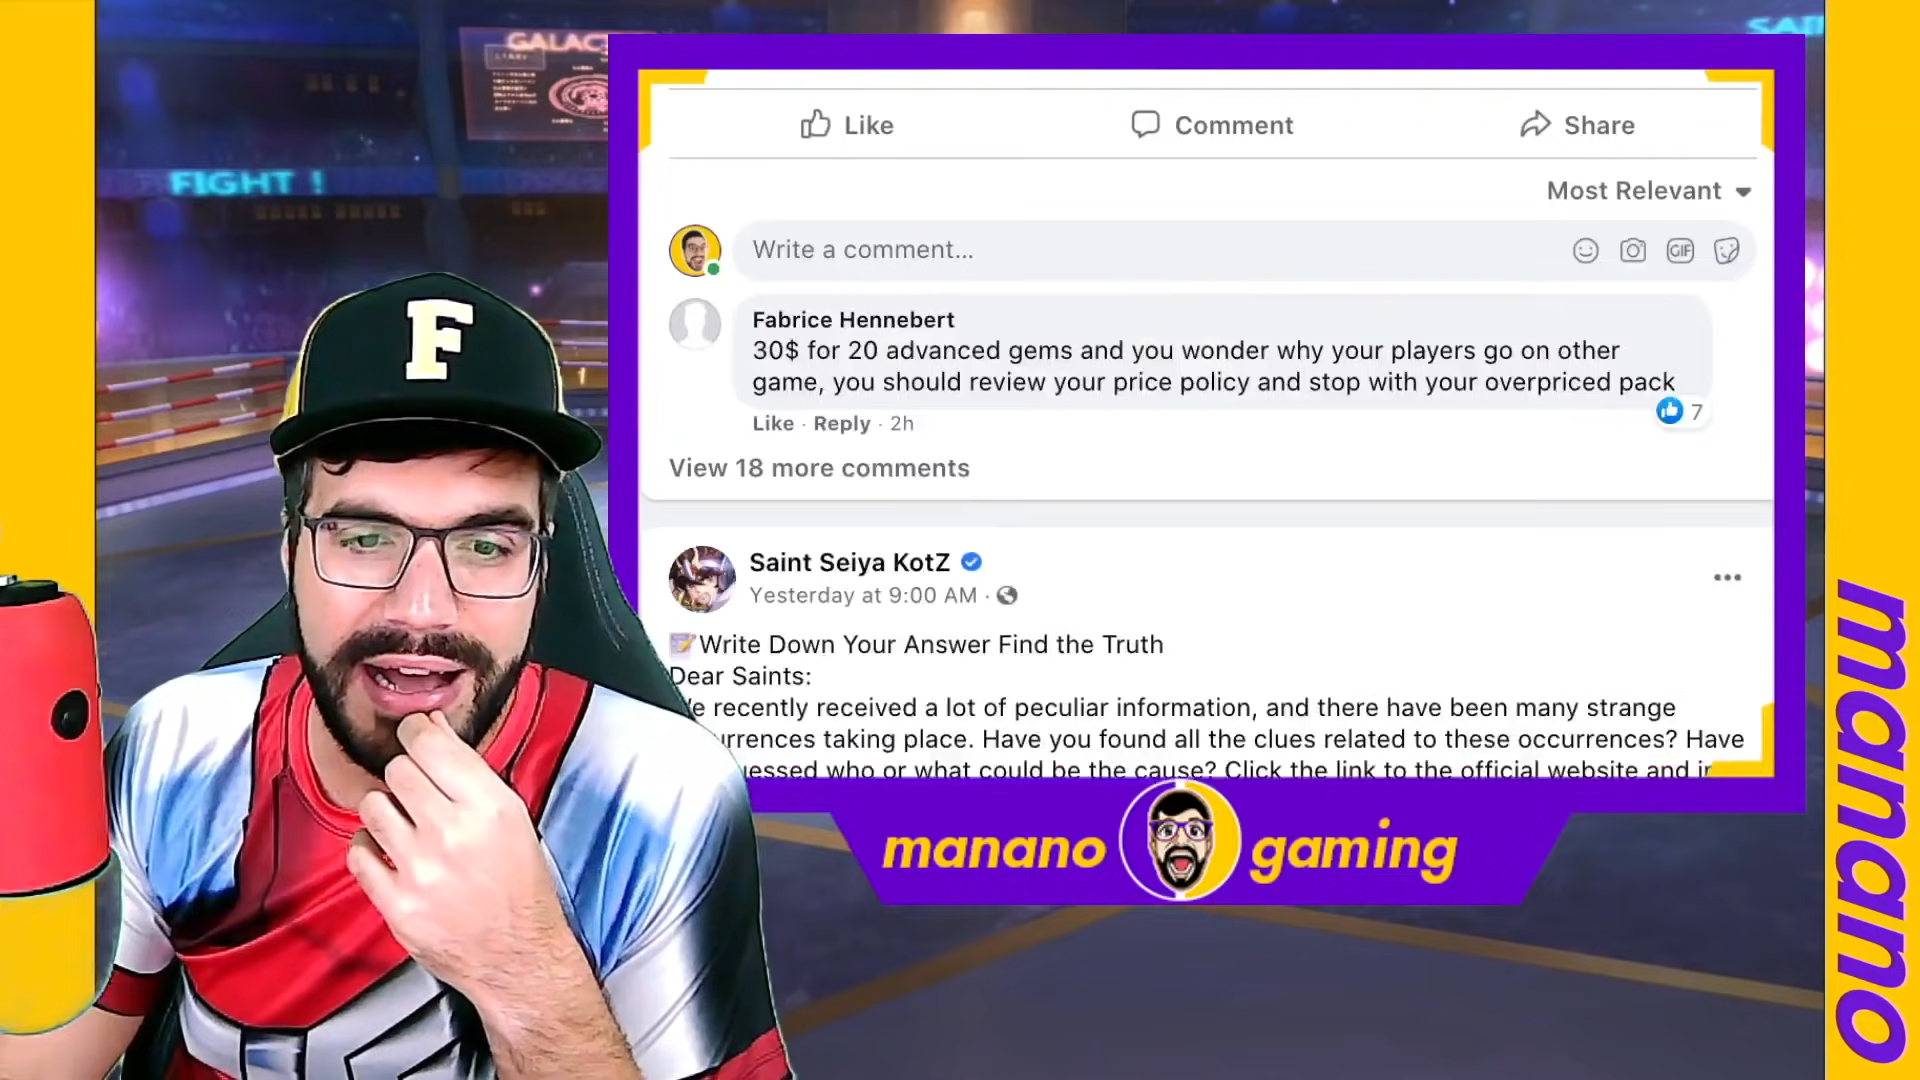 GALAC
SAI
FIGHT !
F
Like
Comment
Share
Most Relevant
Write a comment...
GIF
Fabrice Hennebert
30$ for 20 advanced gems and you wonder why your players go on other
game, you should review your price policy and stop with your overpriced pack
7
Like · Reply · 2h
View 18 more comments
Saint Seiya KotZ
Yesterday at 9:00 AM ·
Write Down Your Answer Find the Truth
Dear Saints:
e recently received a lot of peculiar information, and there have been many strange
urrences taking place. Have you found all the clues related to these occurrences? Have
uessed who or what could be the cause? Click the link to the official website and in
manano gaming
manano